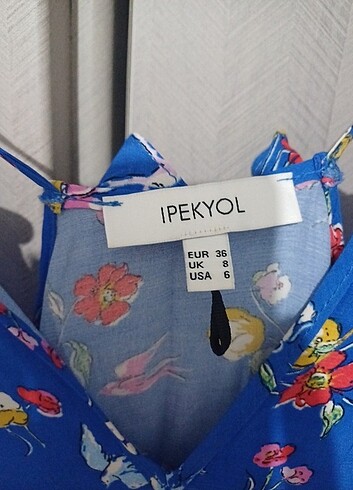 IPEKYOL
EUR 36
UK 8
USA 6